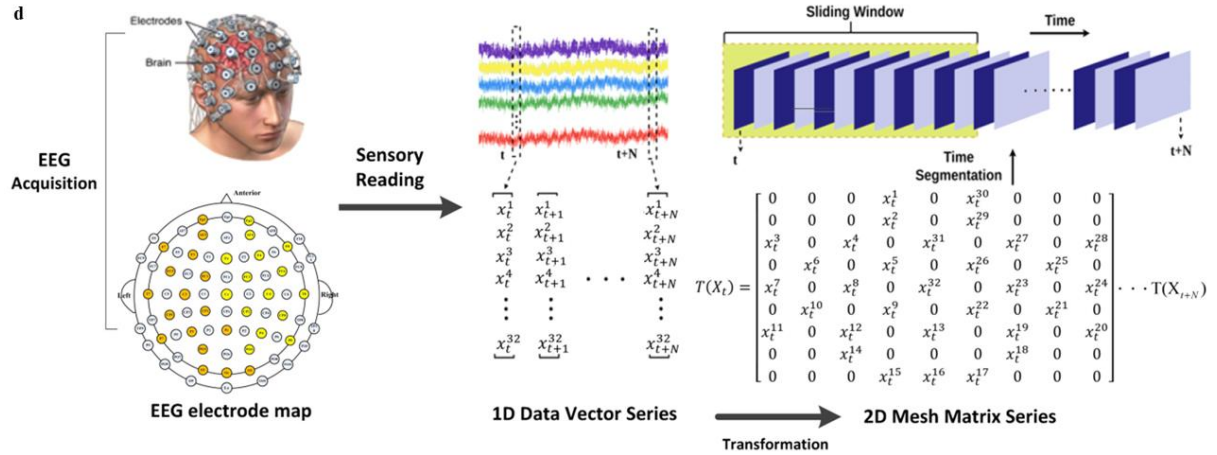 d
Electrodes
Brain
EEG
Acquisition
Anterior
Left
Right
EEG electrode map
Sensory
Reading
t
t+N
x_t^1 x_{t+1}^1 x_{t+N}^1
x_t^2 x_{t+1}^2 x_{t+N}^2
x_t^3 x_{t+1}^3 x_{t+N}^3
x_t^4 x_{t+1}^4 · · · x_{t+N}^4
x_t^{32} x_{t+1}^{32} x_{t+N}^{32}
1D Data Vector Series
Transformation
Sliding Window
Time
t
t+N
Time
Segmentation
0 0 0 x_t^1 0 x_t^{30} 0 0 0
0 0 0 x_t^2 0 x_t^{29} 0 0 0
x_t^3 0 x_t^4 0 x_t^{31} 0 x_t^{27} 0 x_t^{28}
0 x_t^6 0 x_t^5 0 x_t^{26} 0 x_t^{25} 0
T(X_t) = x_t^7 0 x_t^8 0 x_t^{32} 0 x_t^{23} 0 x_t^{24} · · · T(X_{t+N})
0 x_t^{10} 0 x_t^9 0 x_t^{22} 0 x_t^{21} 0
x_t^{11} 0 x_t^{12} 0 x_t^{13} 0 x_t^{19} 0 x_t^{20}
0 0 x_t^{14} 0 0 0 x_t^{18} 0 0
0 0 0 x_t^{15} x_t^{16} x_t^{17} 0 0 0
2D Mesh Matrix Series